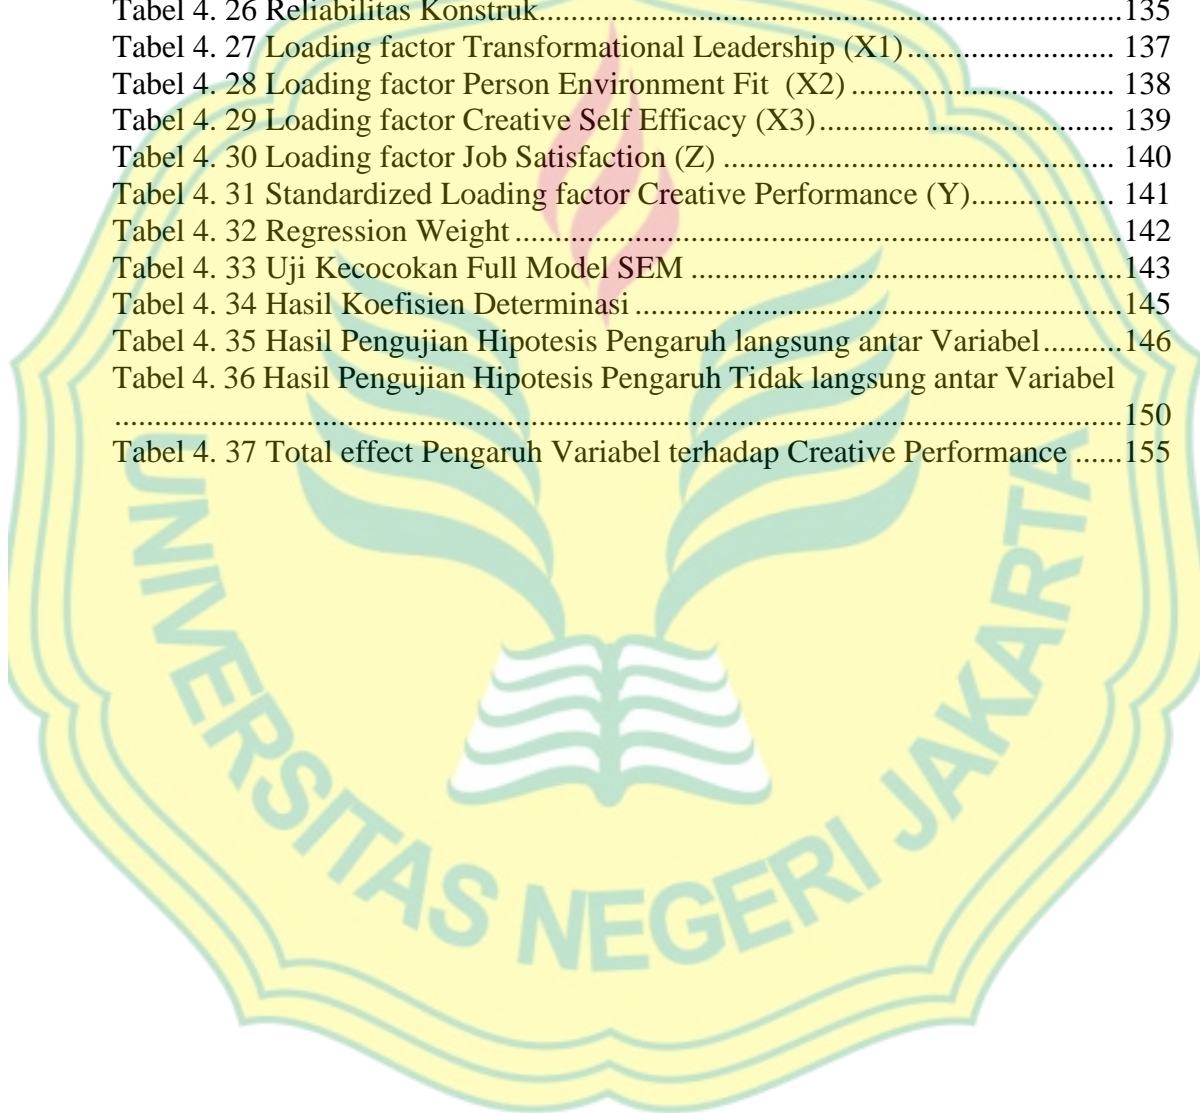 Tabel 4. 26 Reliabilitas Konstruk........................................................................135
Tabel 4. 27 Loading factor Transformational Leadership (X1).......................... 137
Tabel 4. 28 Loading factor Person Environment Fit  (X2) ................................. 138
Tabel 4. 29 Loading factor Creative Self Efficacy (X3)..................................... 139
Tabel 4. 30 Loading factor Job Satisfaction (Z) ................................................. 140
Tabel 4. 31 Standardized Loading factor Creative Performance (Y).................. 141
Tabel 4. 32 Regression Weight ...........................................................................142
Tabel 4. 33 Uji Kecocokan Full Model SEM .....................................................143
Tabel 4. 34 Hasil Koefisien Determinasi ............................................................145
Tabel 4. 35 Hasil Pengujian Hipotesis Pengaruh langsung antar Variabel..........146
Tabel 4. 36 Hasil Pengujian Hipotesis Pengaruh Tidak langsung antar Variabel
............................................................................................................................150
Tabel 4. 37 Total effect Pengaruh Variabel terhadap Creative Performance ......155
UNIVERSITAS NEGERI JAKARTA